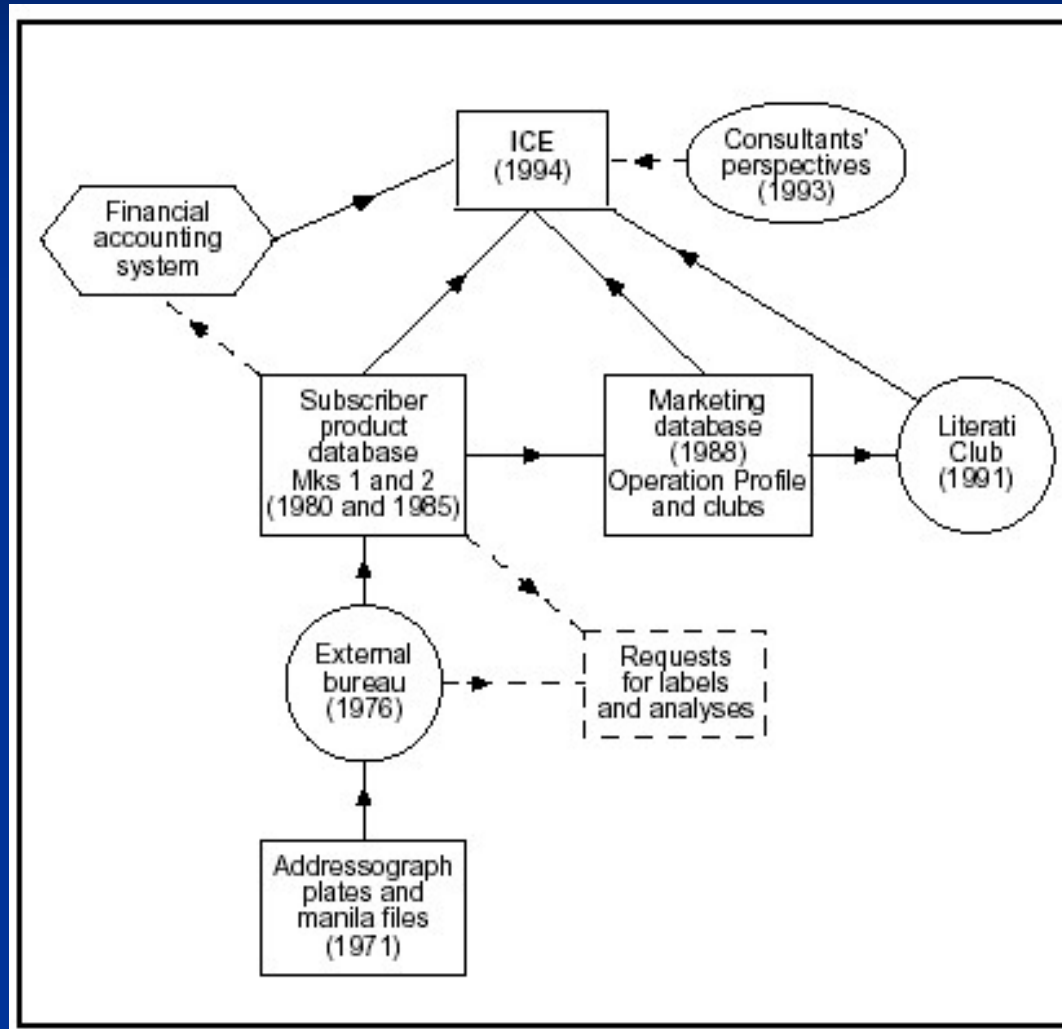 ICE
(1994)
Consultants'
perspectives
(1993)
Financial
accounting
system
Subscriber
product
database
Mks 1 and 2
(1980 and 1985)
Marketing
database
(1988)
Operation Profile
and clubs
Literati
Club
(1991)
External
bureau
(1976)
Requests
for labels
and analyses
Addressograph
plates and
manila files
(1971)